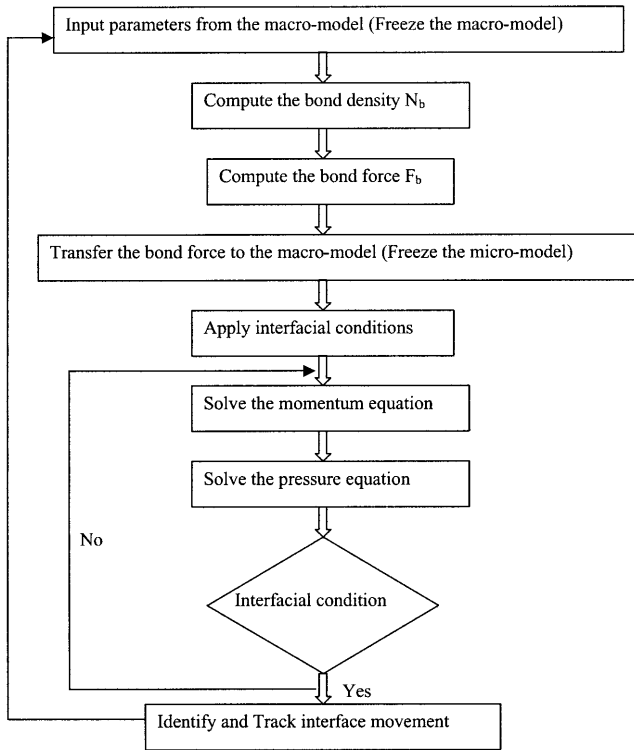 Input parameters from the macro-model (Freeze the macro-model)
Compute the bond density N_b
Compute the bond force F_b
Transfer the bond force to the macro-model (Freeze the micro-model)
Apply interfacial conditions
Solve the momentum equation
Solve the pressure equation
No
Interfacial condition
Yes
Identify and Track interface movement